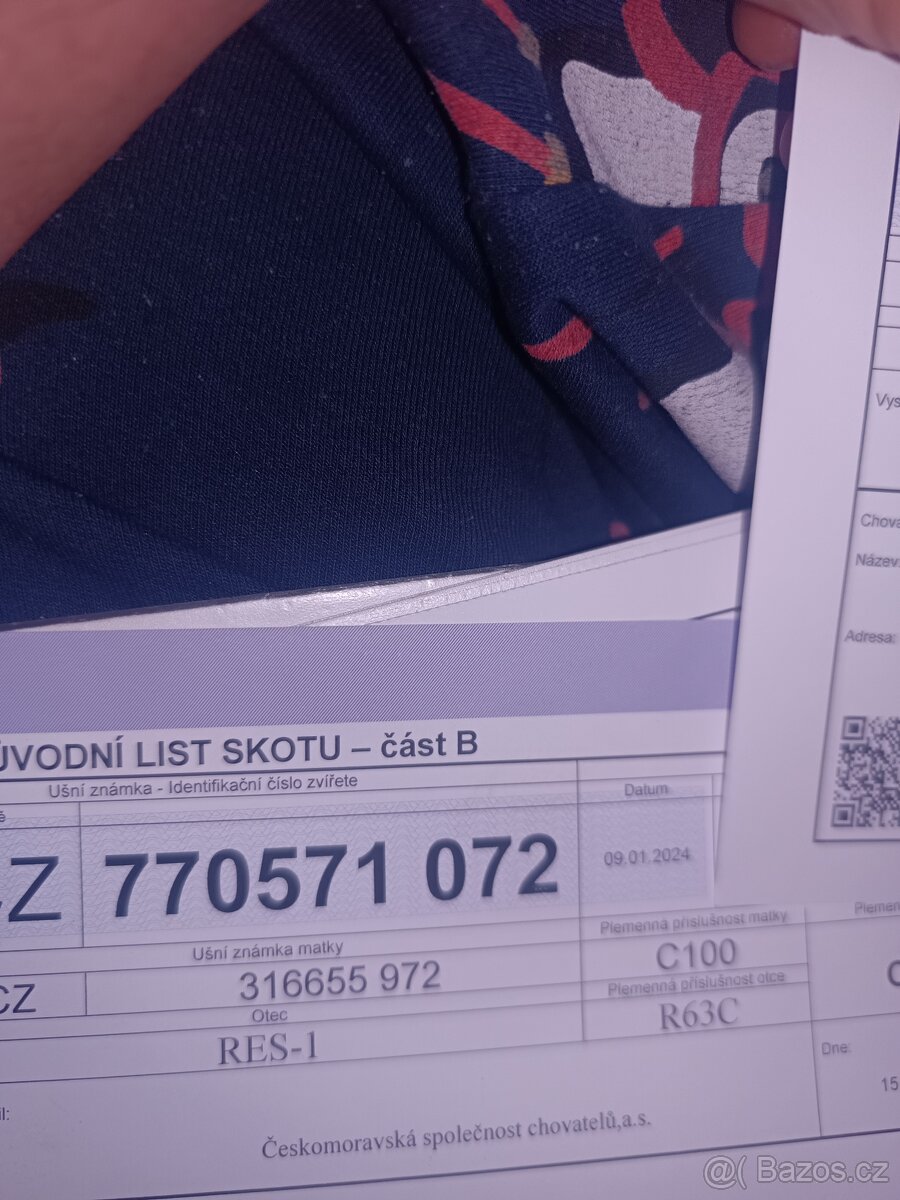 ŮVODNÍ LIST SKOTU – část B
Ušní známka - Identifikační číslo zvířete
Datum
CZ 770571 072
09.01.2024
Ušní známka matky
Plemenná příslušnost matky
CZ 316655 972
C100
Otec
Plemenná příslušnost otce
RES-1
R63C
Dne:
15
Českomoravská společnost chovatelů,a.s.
Vys
Chova
Název:
Adresa:
@( Bazos.cz